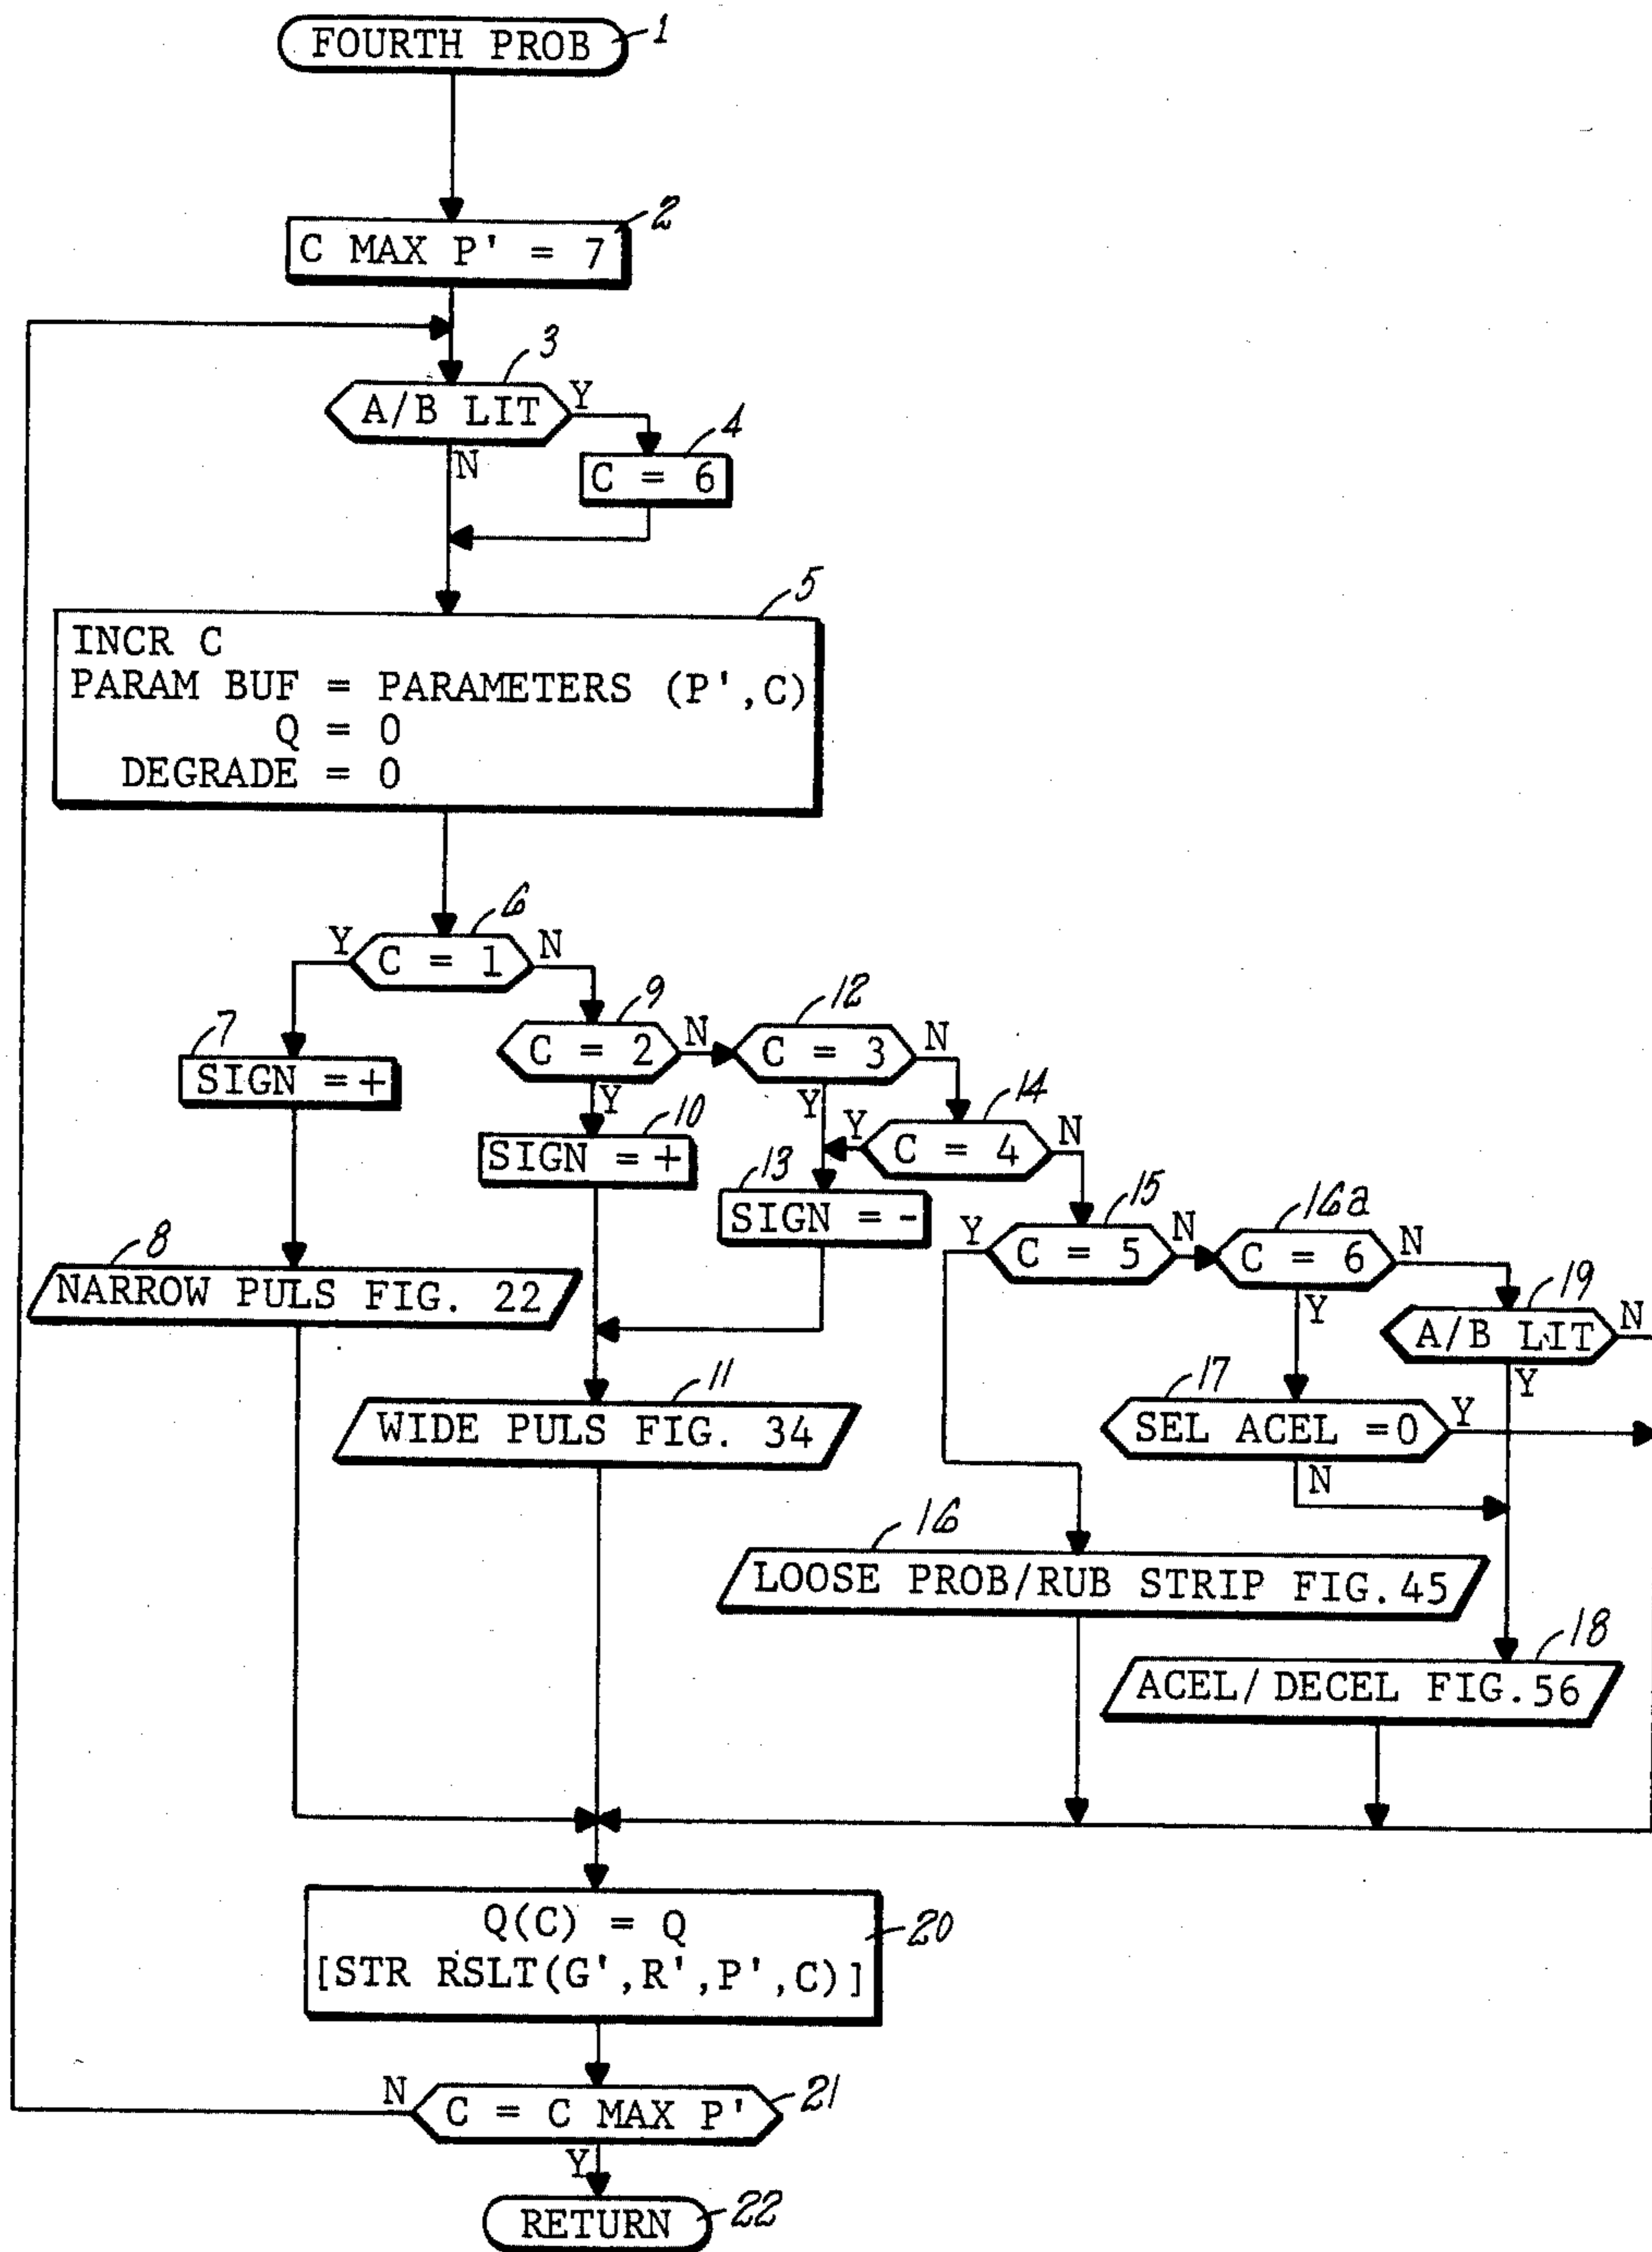 FOURTH PROB
1
C MAX P' = 7
2
A/B LIT
3
Y
N
C = 6
4
5
INCR C
PARAM BUF = PARAMETERS (P',C)
Q = 0
DEGRADE = 0
C = 1
6
Y
N
7
SIGN = +
8
NARROW PULS FIG. 22
C = 2
9
N
Y
10
SIGN = +
11
WIDE PULS FIG. 34
C = 3
12
N
Y
13
SIGN = -
C = 4
14
Y
N
C = 5
15
Y
N
16
LOOSE PROB/RUB STRIP FIG.45
C = 6
16a
N
Y
17
SEL ACEL =0
Y
N
A/B LIT
19
N
Y
18
ACEL/DECEL FIG.56
Q(C) = Q
[STR RSLT(G',R',P',C)]
20
C = C MAX P'
21
N
Y
RETURN
22